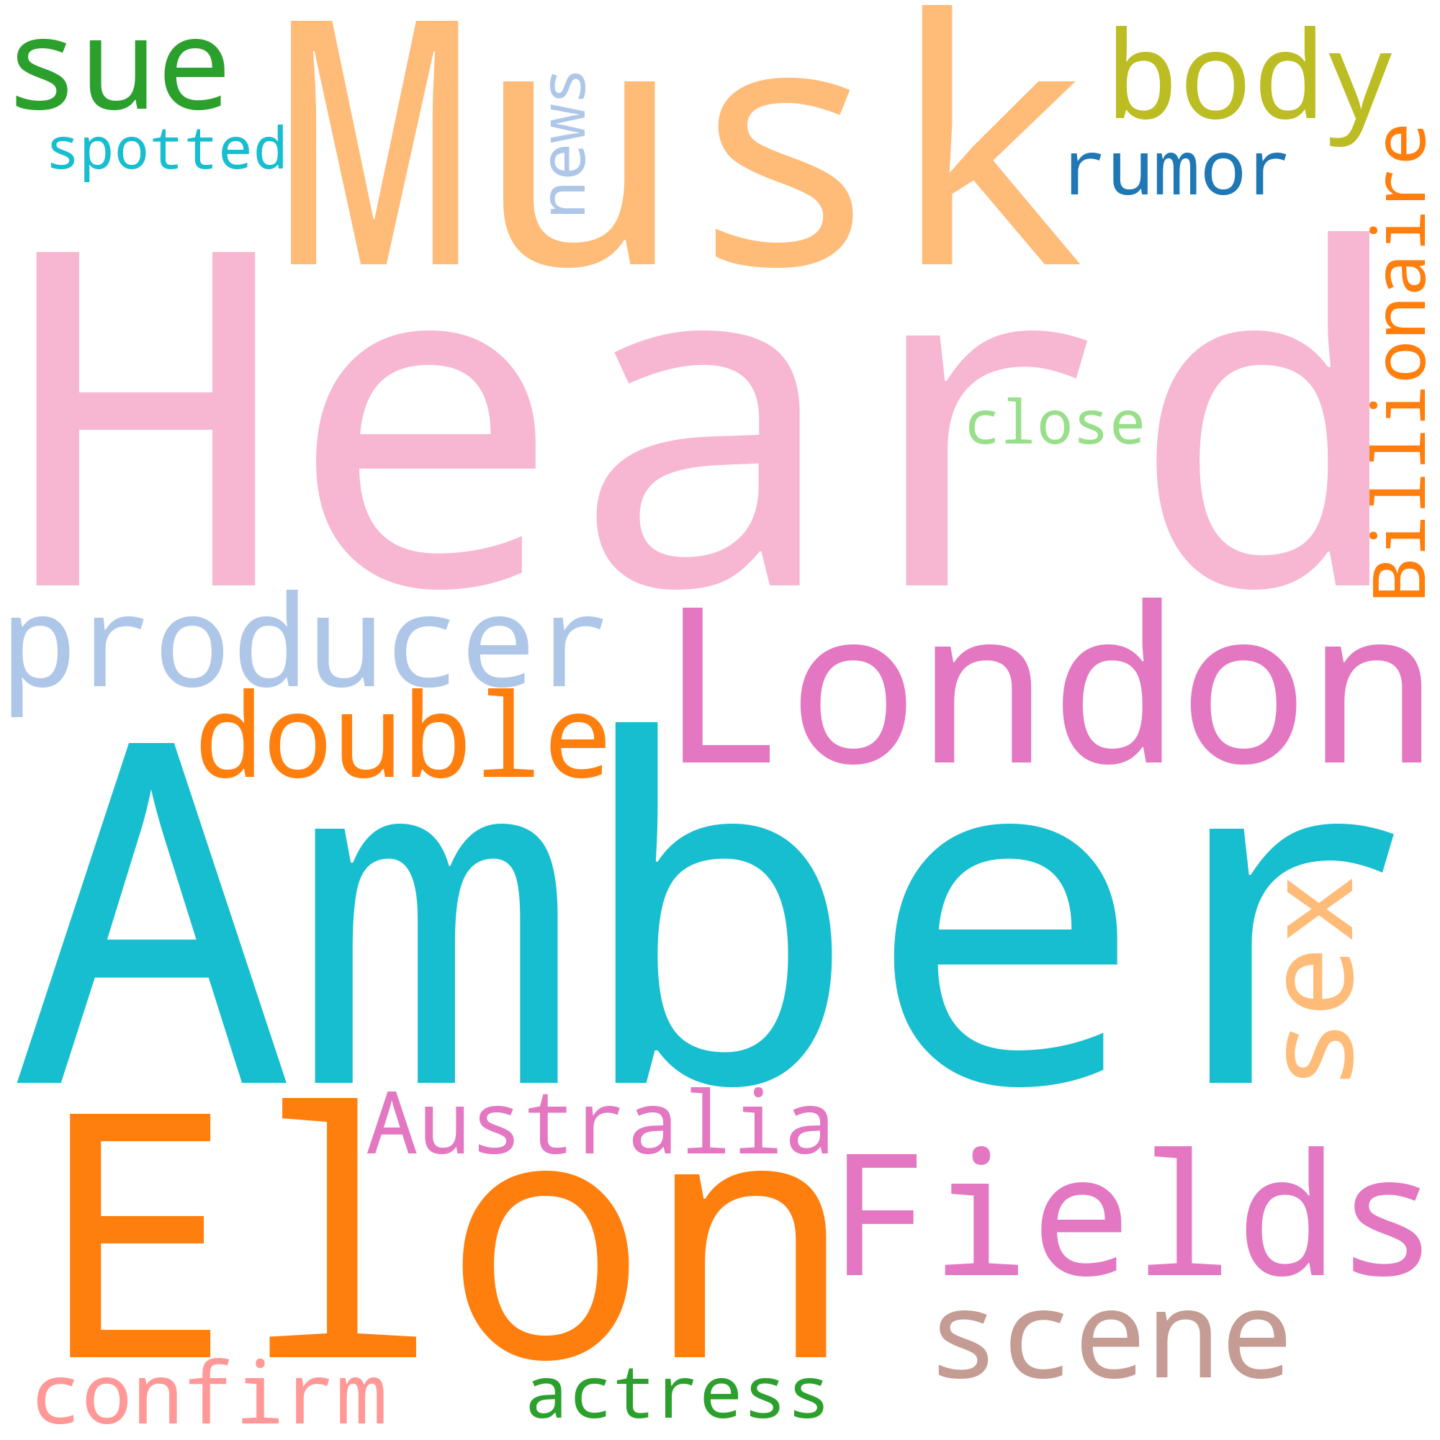 sue
Musk
body
news
spotted
rumor
Billionaire
Heard
close
producer
London
double
Amber
sex
Australia
Elon
Fields
scene
confirm
actress